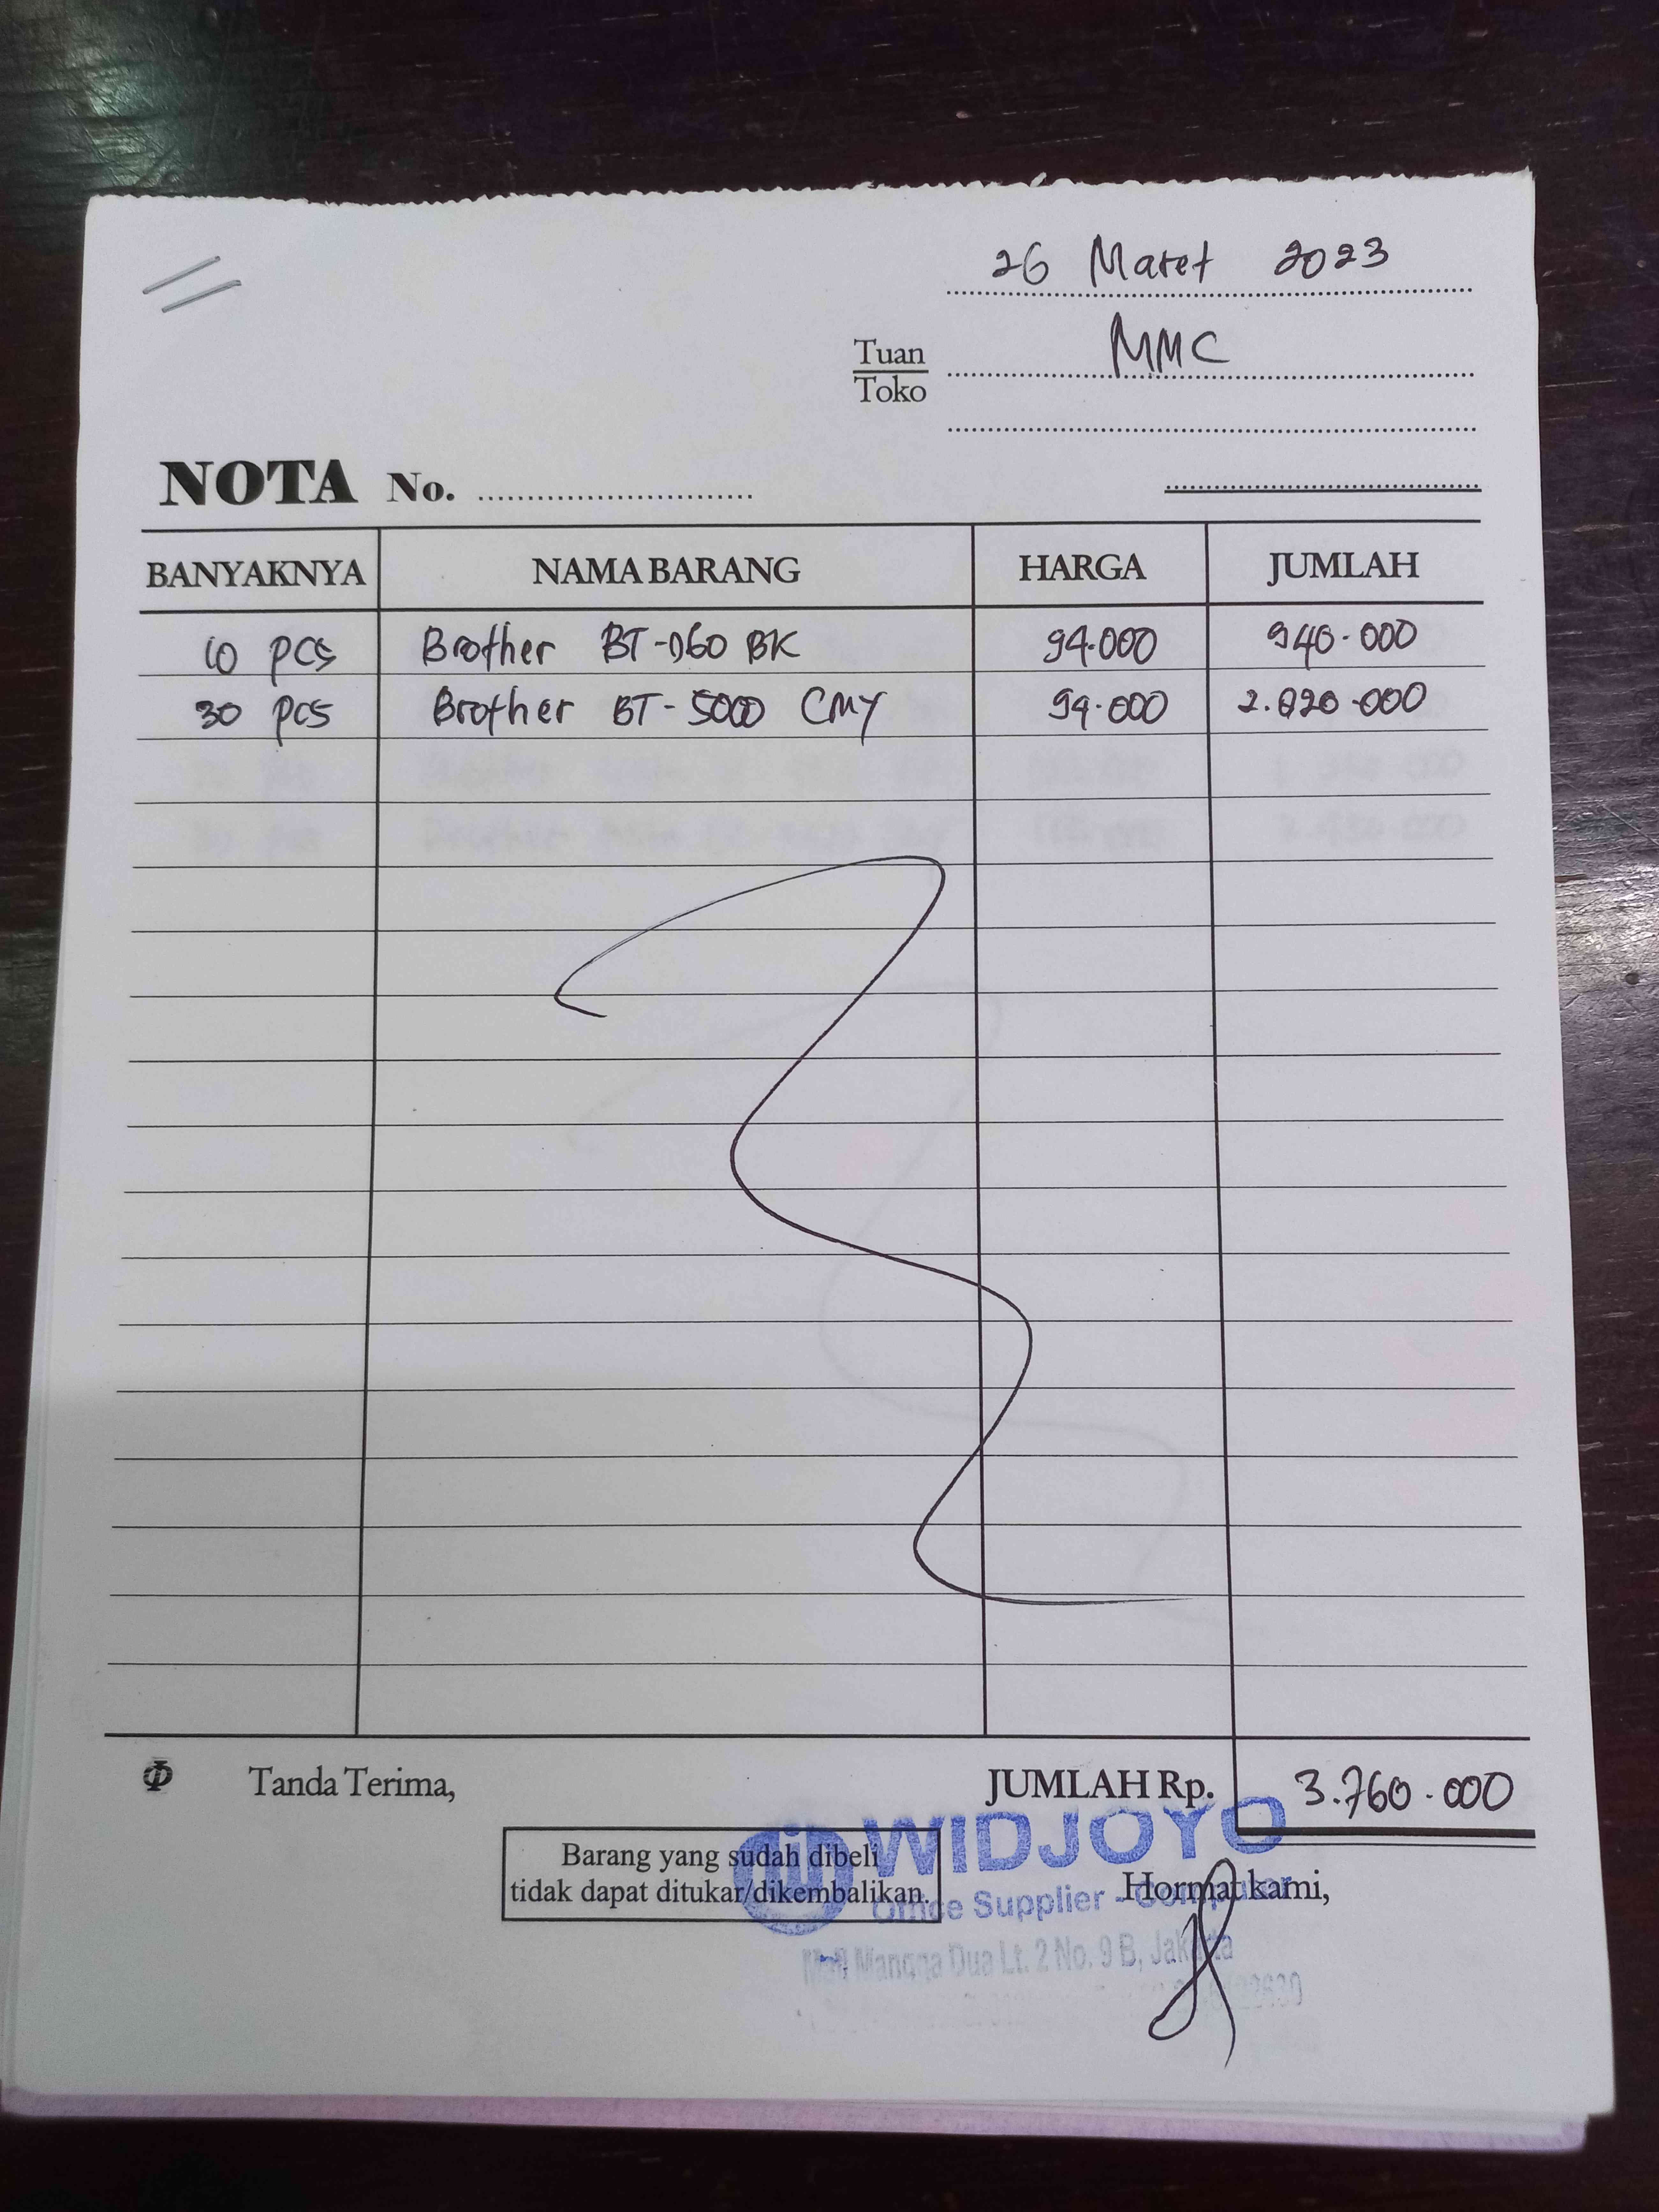 26 Maret 2023
Tuan
Toko
MMC
NOTA No.
BANYAKNYA NAMA BARANG HARGA JUMLAH
10 pcs Brother BT-D60 BK 94.000 940.000
30 pcs Brother BT-5000 CMY 94.000 2.820.000
Tanda Terima, JUMLAH Rp. 3.760.000
WIDJOYO
Barang yang sudah dibeli
tidak dapat ditukar/dikembalikan.
Hormat kami,
Office Supplier - Computer
Mall Mangga Dua Lt. 2 No. 9 B, Jakarta